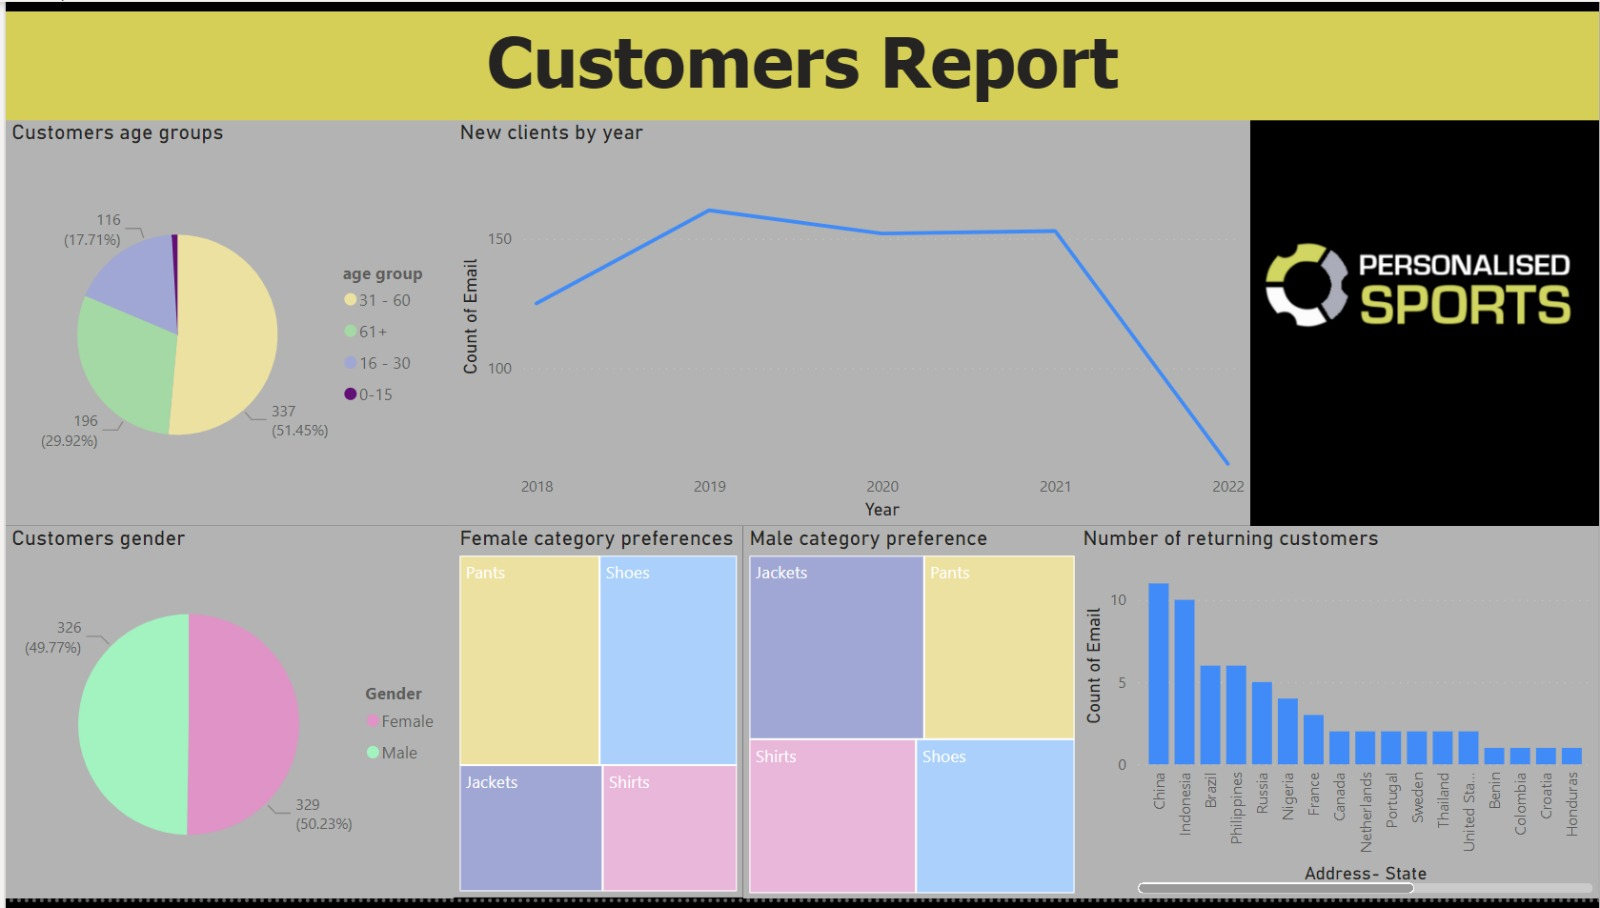 Customers Report
Customers age groups
116
(17.71%)
196
(29.92%)
337
(51.45%)
age group
31 - 60
61+
16 - 30
0-15
New clients by year
Count of Email
150
100
2018 2019 2020 2021 2022
Year
PERSONALISED
SPORTS
Customers gender
326
(49.77%)
329
(50.23%)
Gender
Female
Male
Female category preferences
Pants Shoes
Jackets Shirts
Male category preference
Jackets Pants
Shirts Shoes
Number of returning customers
Count of Email
10
5
0
China
Indonesia
Brazil
Philippines
Russia
Nigeria
France
Canada
Netherlands
Portugal
Sweden
Thailand
United Sta...
Benin
Colombia
Croatia
Honduras
Address- State